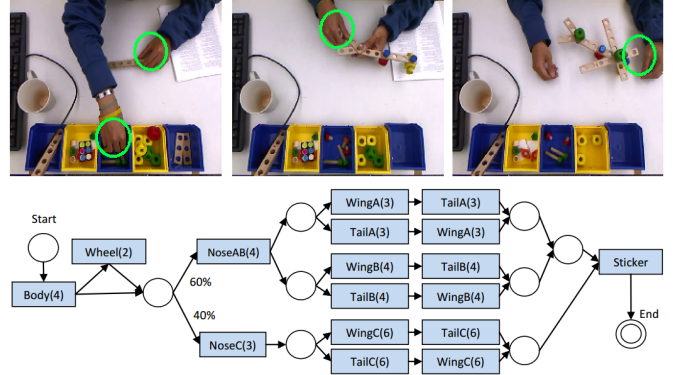 Start
Wheel(2)
Body(4)
NoseAB(4)
60%
40%
NoseC(3)
WingA(3)
TailA(3)
TailA(3)
WingA(3)
WingB(4)
TailB(4)
TailB(4)
WingB(4)
WingC(6)
TailC(6)
TailC(6)
WingC(6)
Sticker
End